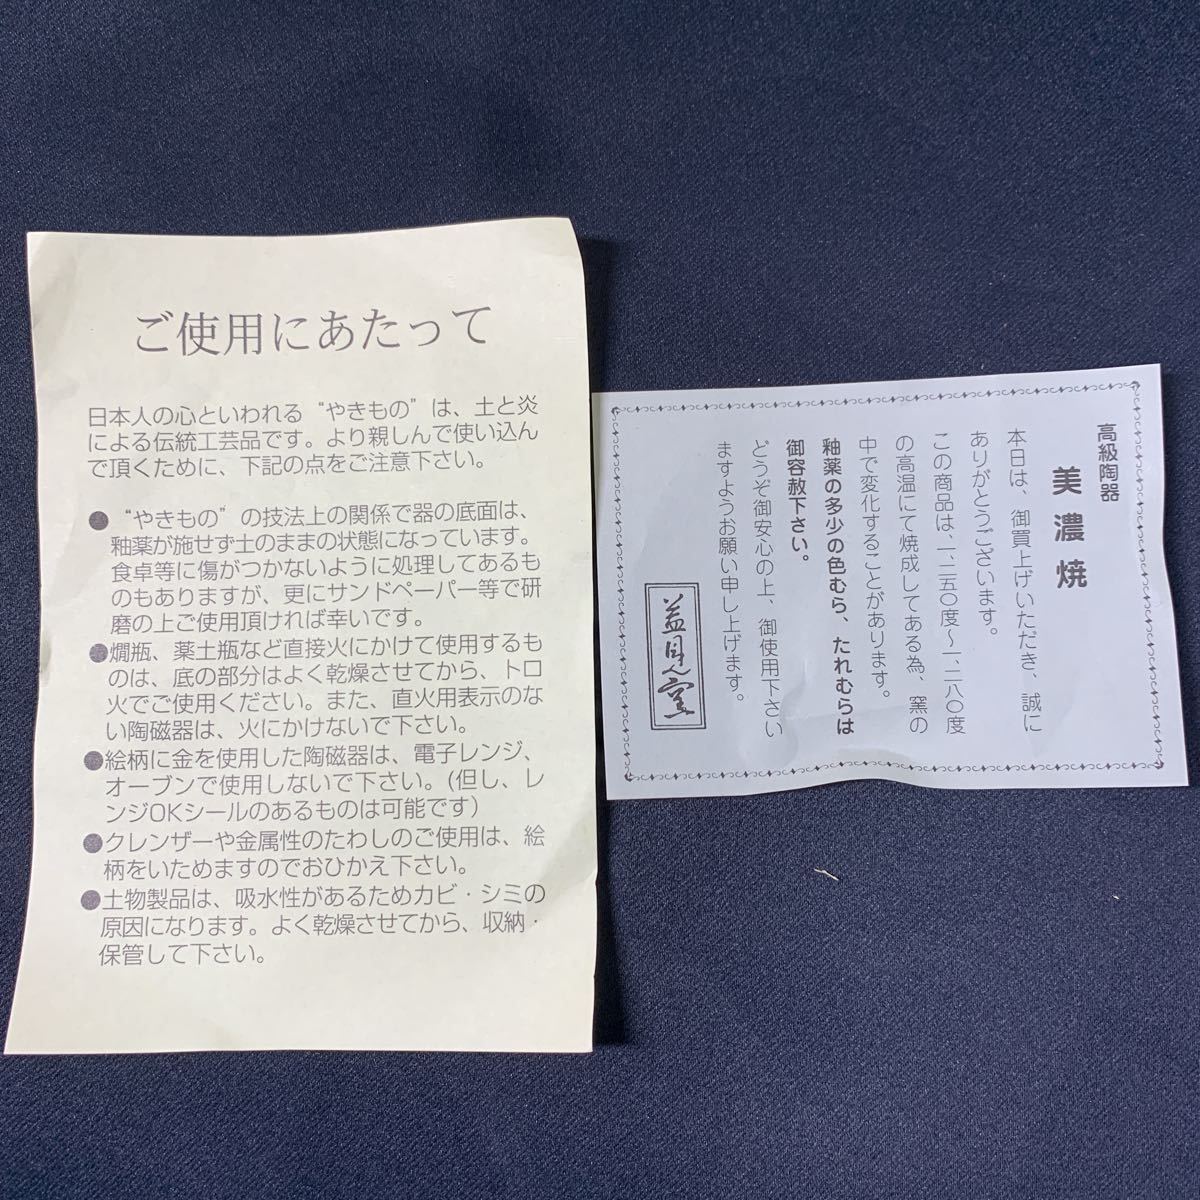 ご使用にあたって
日本人の心といわれる“やきもの”は、土と炎
による伝統工芸品です。より親しんで使い込ん
で頂くために、下記の点をご注意下さい。
●“やきもの”の技法上の関係で器の底面は、
釉薬が施せず土のままの状態になっています。
食卓等に傷がつかないように処理してあるも
のもありますが、更にサンドペーパー等で研
磨の上ご使用頂ければ幸いです。
●燗瓶、薬土瓶など直接火にかけて使用するも
のは、底の部分はよく乾燥させてから、トロ
火でご使用ください。また、直火用表示のな
い陶磁器は、火にかけないで下さい。
●絵柄に金を使用した陶磁器は、電子レンジ、
オーブンで使用しないで下さい。(但し、レ
ンジOKシールのあるものは可能です)
●クレンザーや金属性のたわしのご使用は、絵
柄をいためますのでおひかえ下さい。
●土物製品は、吸水性があるためカビ・シミの
原因になります。よく乾燥させてから、収納・
保管して下さい。
高級陶器
美濃焼
本日は、御買上げいただき、誠に
ありがとうございます。
この商品は、一、二五〇度〜一、二八〇度
の高温にて焼成してある為、窯の
中で変化することがあります。
釉薬の多少の色むら、たれむらは
御容赦下さい。
どうぞ御安心の上、御使用下さい
ますようお願い申し上げます。
益見窯